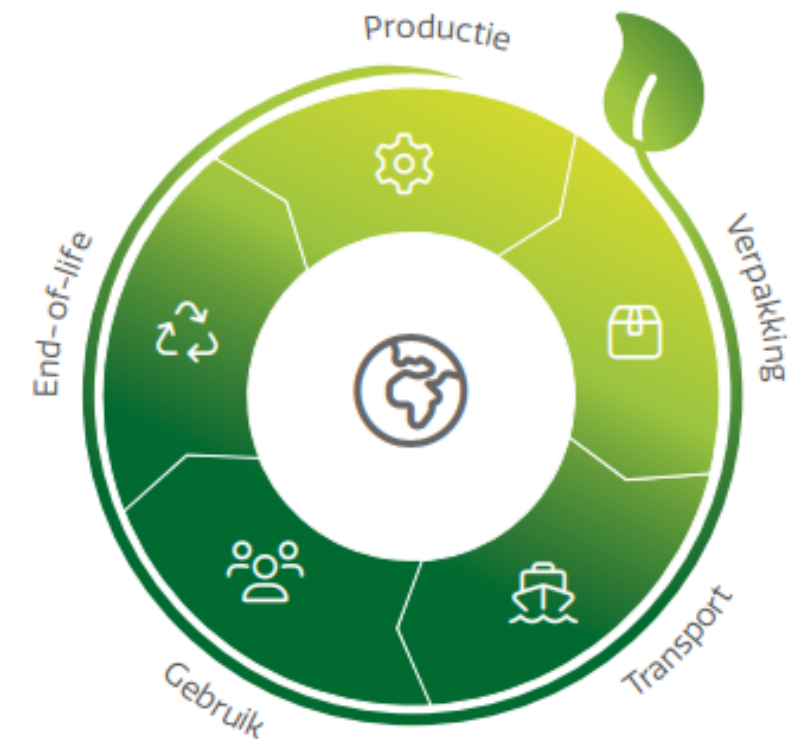 Productie
Verpakking
Transport
Gebruik
End-of-life